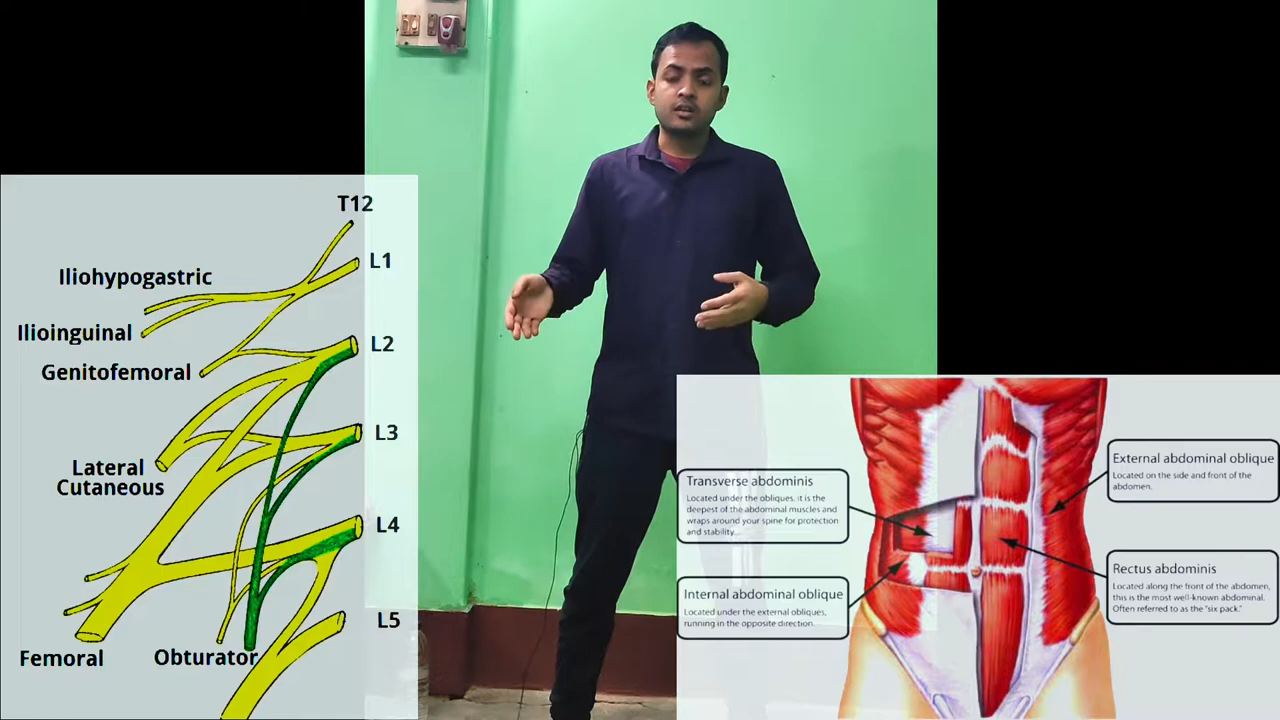 T12
L1
Iliohypogastric
Ilioinguinal
L2
Genitofemoral
L3
Lateral
Cutaneous
L4
L5
Femoral
Obturator
Transverse abdominis
Located under the obliques, it is the
deepest of the abdominal muscles and
wraps around your spine for protection
and stability.
Internal abdominal oblique
Located under the external obliques,
running in the opposite direction.
External abdominal oblique
Located on the side and front of the
abdomen.
Rectus abdominis
Located along the front of the abdomen,
this is the most well-known abdominal.
Often referred to as the "six pack."